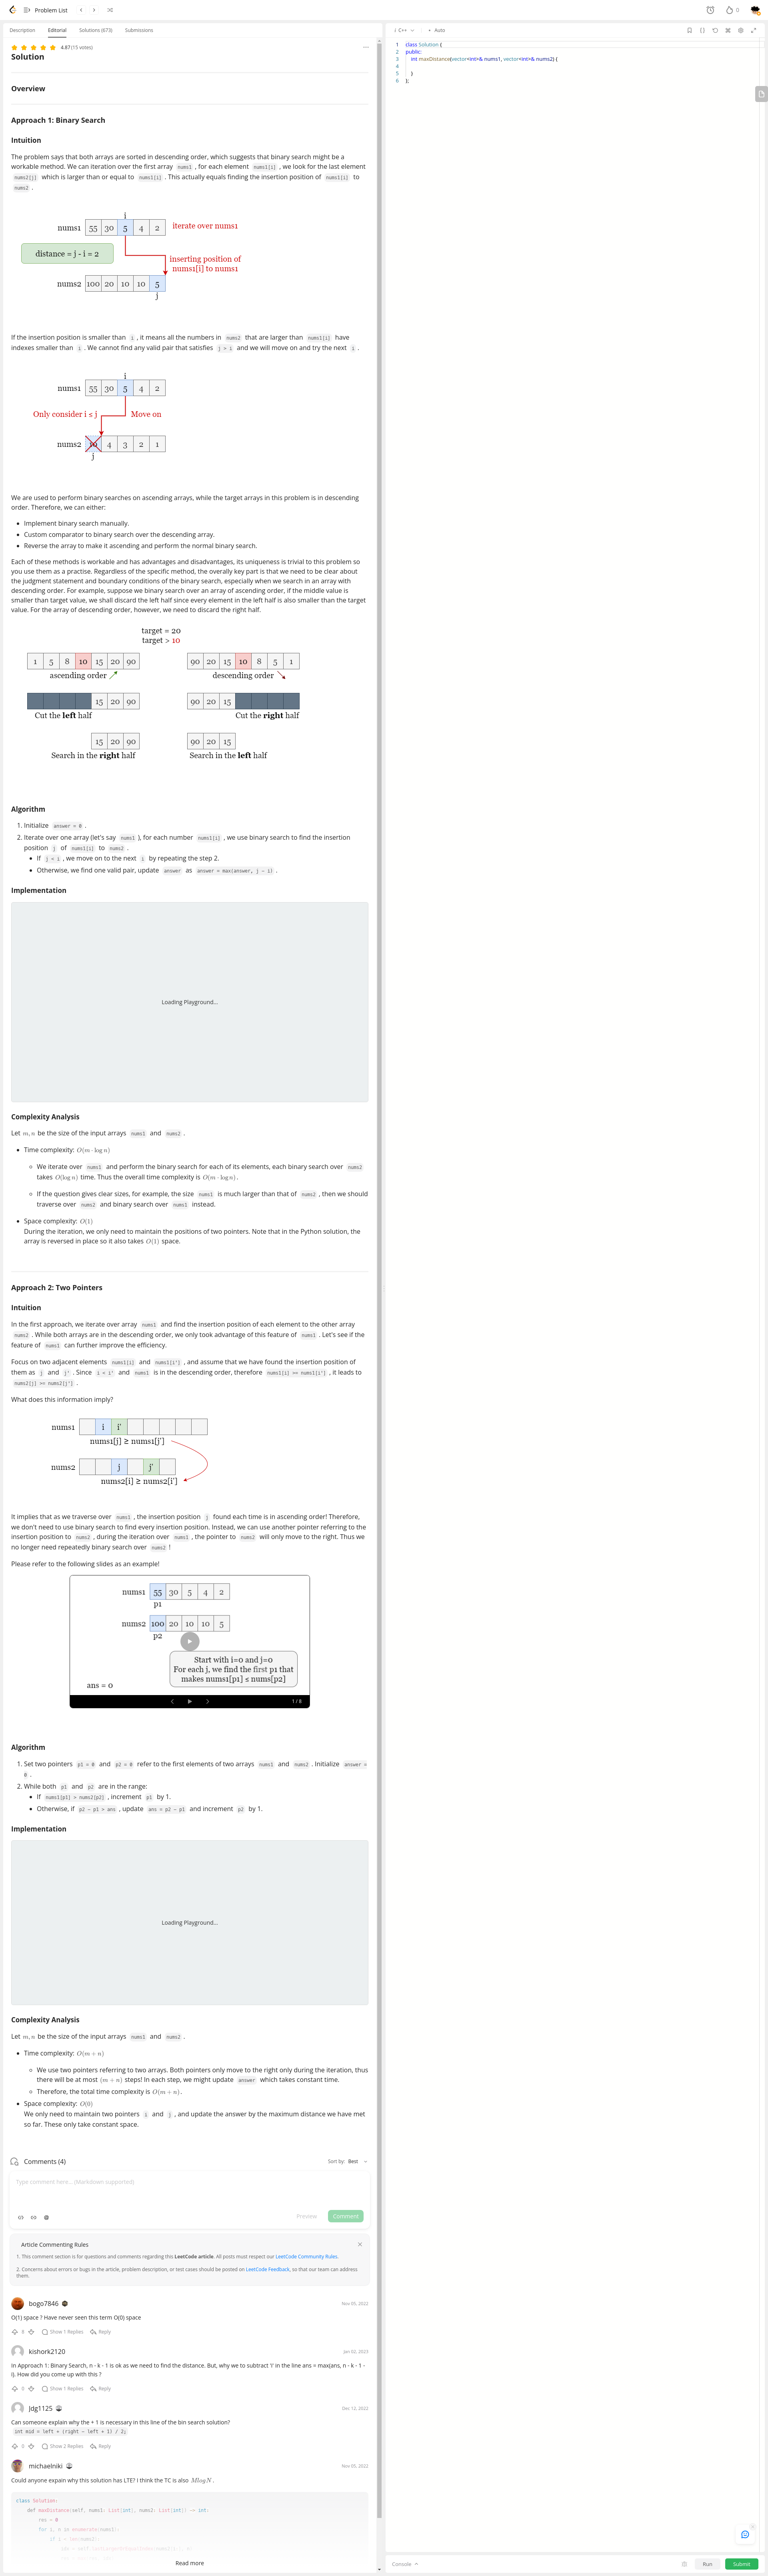 Problem List
0
Description Editorial Solutions (673) Submissions
4.87 (15 votes)
Solution
Overview
Approach 1: Binary Search
Intuition
The problem says that both arrays are sorted in descending order, which suggests that binary search might be a
workable method. We can iteration over the first array nums1 , for each element nums1[i] , we look for the last element
nums2[j] which is larger than or equal to nums1[i] . This actually equals finding the insertion position of nums1[i] to
nums2 .
i
nums1 55 30 5 4 2 iterate over nums1
distance = j - i = 2
inserting position of
nums1[i] to nums1
nums2 100 20 10 10 5
j
If the insertion position is smaller than i , it means all the numbers in nums2 that are larger than nums1[i] have
indexes smaller than i . We cannot find any valid pair that satisfies j > i and we will move on and try the next i .
i
nums1 55 30 5 4 2
Only consider i ≤ j Move on
nums2 10 4 3 2 1
j
We are used to perform binary searches on ascending arrays, while the target arrays in this problem is in descending
order. Therefore, we can either:
• Implement binary search manually.
• Custom comparator to binary search over the descending array.
• Reverse the array to make it ascending and perform the normal binary search.
Each of these methods is workable and has advantages and disadvantages, its uniqueness is trivial to this problem so
you use them as a practise. Regardless of the specific method, the overall key part is that we need to be clear about
the judgment statement and boundary conditions of the binary search, especially when we search in an array with
descending order. For example, suppose we binary search over an array of ascending order, if the middle value is
smaller than target value, we shall discard the left half since every element in the left half is also smaller than the target
value. For the array of descending order, however, we need to discard the right half.
target = 20
target > 10
1 5 8 10 15 20 90 90 20 15 10 8 5 1
ascending order descending order
15 20 90 90 20 15
Cut the left half Cut the right half
15 20 90 90 20 15
Search in the right half Search in the left half
Algorithm
1. Initialize answer = 0 .
2. Iterate over one array (let's say nums1 ), for each number nums1[i] , we use binary search to find the insertion
position j of nums1[i] to nums2 .
• If j < i , we move on to the next i by repeating the step 2.
• Otherwise, we find one valid pair, update answer as answer = max(answer, j - i) .
Implementation
Loading Playground...
Complexity Analysis
Let m, n be the size of the input arrays nums1 and nums2 .
• Time complexity: O(m · log n)
◦ We iterate over nums1 and perform the binary search for each of its elements, each binary search over nums2
takes O(log n) time. Thus the overall time complexity is O(m · log n).
◦ If the question gives clear sizes, for example, the size nums1 is much larger than that of nums2 , then we should
traverse over nums2 and binary search over nums1 instead.
• Space complexity: O(1)
During the iteration, we only need to maintain the positions of two pointers. Note that in the Python solution, the
array is reversed in place so it also takes O(1) space.
Approach 2: Two Pointers
Intuition
In the first approach, we iterate over array nums1 and find the insertion position of each element to the other array
nums2 . While both arrays are in the descending order, we only took advantage of this feature of nums1 . Let's see if the
feature of nums1 can further improve the efficiency.
Focus on two adjacent elements nums1[i] and nums1[i'] , and assume that we have found the insertion position of
them as j and j' . Since i < i' and nums1 is in the descending order, therefore nums1[i] >= nums1[i'] , it leads to
nums2[j] >= nums2[j'] .
What does this information imply?
nums1 i i'
nums1[j] ≥ nums1[j']
nums2 j j'
nums2[i] ≥ nums2[i']
It implies that as we traverse over nums1 , the insertion position j found each time is in ascending order! Therefore,
we don't need to use binary search to find every insertion position. Instead, we can use another pointer referring to the
insertion position to nums2 , during the iteration over nums1 , the pointer to nums2 will only move to the right. Thus we
no longer need repeatedly binary search over nums2 !
Please refer to the following slides as an example!
nums1 55 30 5 4 2
p1
nums2 100 20 10 10 5
p2
Start with i=0 and j=0
For each j, we find the first p1 that
makes nums1[p1] ≤ nums[p2]
ans = 0
1 / 8
Algorithm
1. Set two pointers p1 = 0 and p2 = 0 refer to the first elements of two arrays nums1 and nums2 . Initialize answer =
0 .
2. While both p1 and p2 are in the range:
• If nums1[p1] > nums2[p2] , increment p1 by 1.
• Otherwise, if p2 - p1 > ans , update ans = p2 - p1 and increment p2 by 1.
Implementation
Loading Playground...
Complexity Analysis
Let m, n be the size of the input arrays nums1 and nums2 .
• Time complexity: O(m + n)
◦ We use two pointers referring to two arrays. Both pointers only move to the right only during the iteration, thus
there will be at most (m + n) steps! In each step, we might update answer which takes constant time.
◦ Therefore, the total time complexity is O(m + n).
• Space complexity: O(0)
We only need to maintain two pointers i and j , and update the answer by the maximum distance we have met
so far. These only take constant space.
Comments (4) Sort by: Best
Type comment here... (Markdown supported)
Preview Comment
Article Commenting Rules
1. This comment section is for questions and comments regarding this LeetCode article. All posts must respect our LeetCode Community Rules.
2. Concerns about errors or bugs in the article, problem description, or test cases should be posted on LeetCode Feedback, so that our team can address
them.
bogo7846 Nov 05, 2022
O(1) space ? Have never seen this term O(0) space
8 Show 1 Replies Reply
kishork2120 Jan 02, 2023
In Approach 1: Binary Search, n - k - 1 is ok as we need to find the distance. But, why we to subtract 'i' in the line ans = max(ans, n - k - 1 -
i). How did you come up with this ?
0 Show 1 Replies Reply
Jdg1125 Dec 12, 2022
Can someone explain why the + 1 is necessary in this line of the bin search solution?
int mid = left + (right - left + 1) / 2;
0 Show 2 Replies Reply
michaelniki Nov 05, 2022
Could anyone explain why this solution has LTE? I think the TC is also MlogN.
class Solution:
def maxDistance(self, nums1: List[int], nums2: List[int]) -> int:
res = 0
for i, n in enumerate(nums1):
Read more
C++ Auto
1 class Solution {
2 public:
3 int maxDistance(vector<int>& nums1, vector<int>& nums2) {
4
5 }
6 };
Console Run Submit